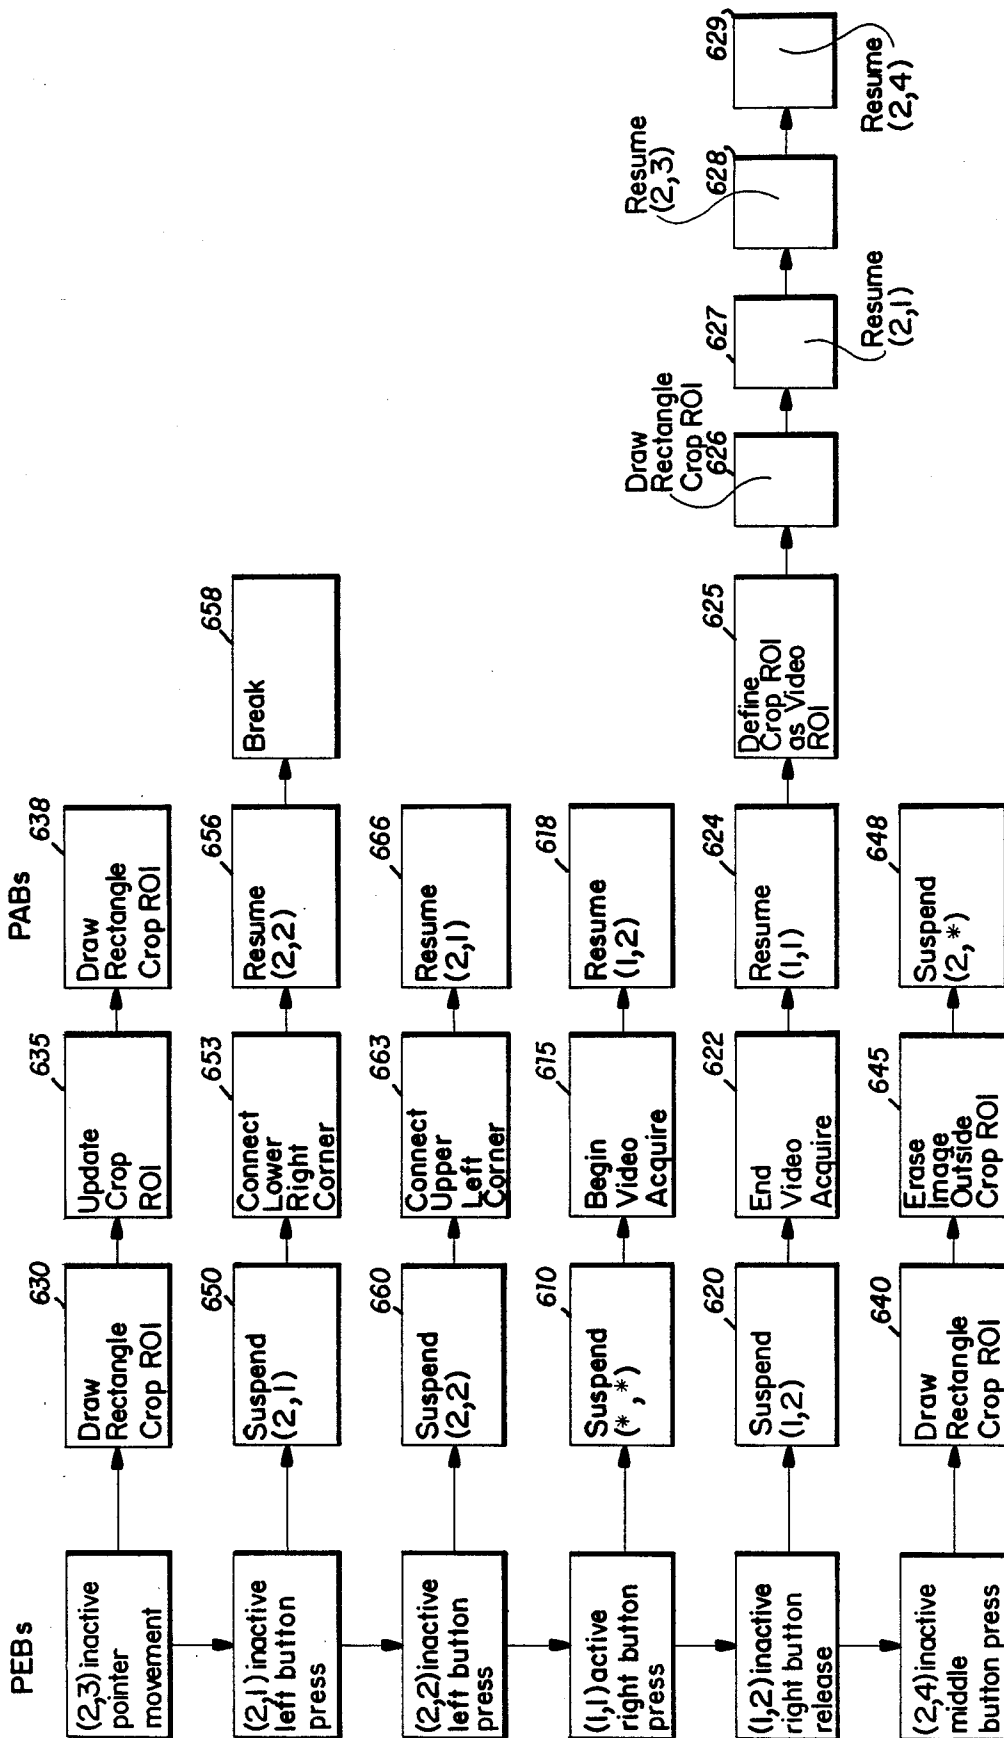 PEBs
PABs
(2,3)inactive
pointer
movement
630
Draw
Rectangle
Crop ROI
635
Update
Crop
ROI
638
Draw
Rectangle
Crop ROI
(2,1)inactive
left button
press
650
Suspend
(2,1)
653
Connect
Lower
Right
Corner
656
Resume
(2,2)
658
Break
(2,2)inactive
left button
press
660
Suspend
(2,2)
663
Connect
Upper
Left
Corner
666
Resume
(2,1)
(1,1)active
right button
press
610
Suspend
(*,*)
615
Begin
Video
Acquire
618
Resume
(1,2)
(1,2)inactive
right button
release
620
Suspend
(1,2)
622
End
Video
Acquire
624
Resume
(1,1)
625
Define
Crop ROI
as Video
ROI
Draw
Rectangle
Crop ROI
626
627
Resume
(2,1)
Resume
(2,3)
628
629
Resume
(2,4)
(2,4)inactive
middle
button press
640
Draw
Rectangle
Crop ROI
645
Erase
Image
Outside
Crop ROI
648
Suspend
(2,*)